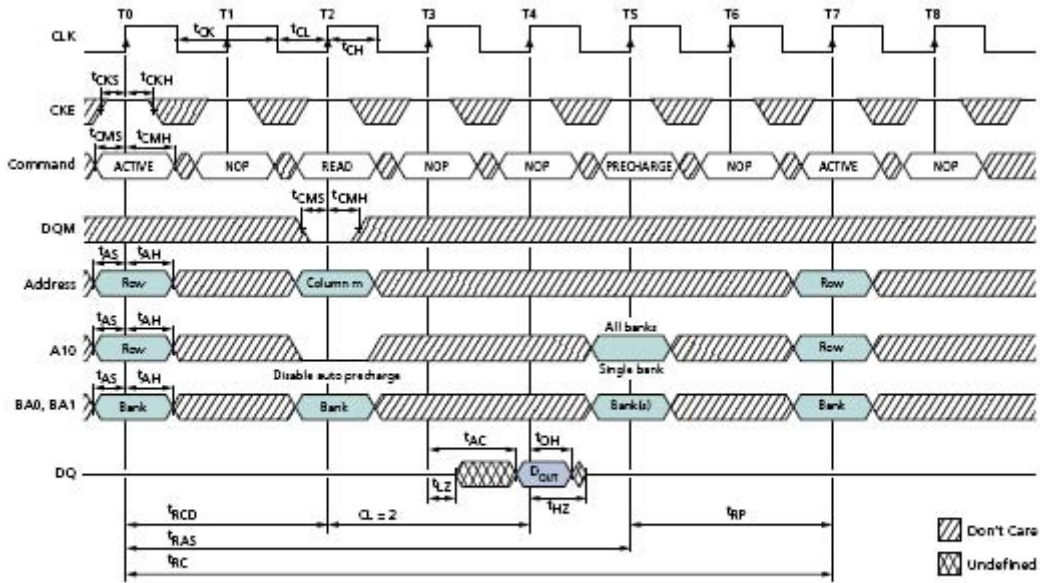 T0 T1 T2 T3 T4 T5 T6 T7 T8
CLK
tCK tCL tCH
tCKS tCKH
CKE
tCMS tCMH
Command ACTIVE NOP READ NOP NOP PRECHARGE NOP ACTIVE NOP
tCMS tCMH
DQM
tAS tAH
Address Row Column m Row
tAS tAH All banks
A10 Row Row
Disable auto precharge Single bank
tAS tAH
BA0, BA1 Bank Bank Bank(s) Bank
tAC tOH
DQ DOUT
tLZ tHZ
tRCD CL = 2 tRP
tRAS
tRC
Don't Care
Undefined